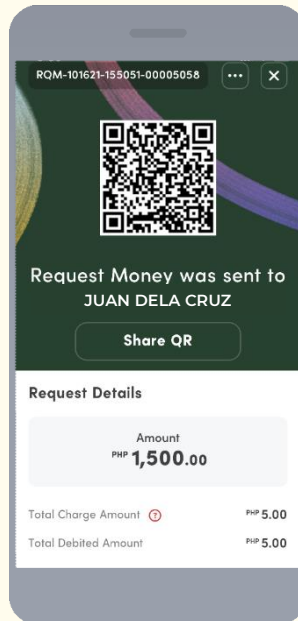 RQM-101621-155051-00005058
Request Money was sent to
JUAN DELA CRUZ
Share QR
Request Details
Amount
PHP 1,500.00
Total Charge Amount ? PHP 5.00
Total Debited Amount PHP 5.00